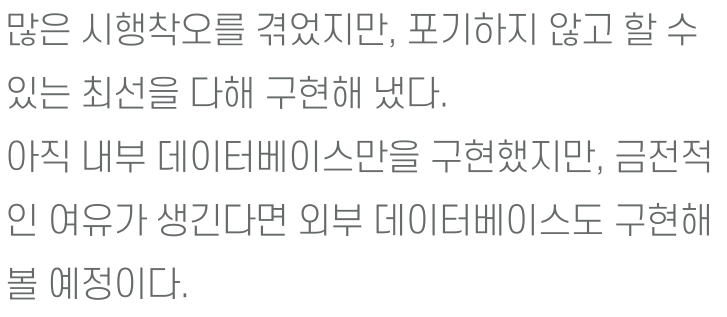 많은 시행착오를 겪었지만, 포기하지 않고 할 수
있는 최선을 다해 구현해 냈다.
아직 내부 데이터베이스만을 구현했지만, 금전적
인 여유가 생긴다면 외부 데이터베이스도 구현해
볼 예정이다.